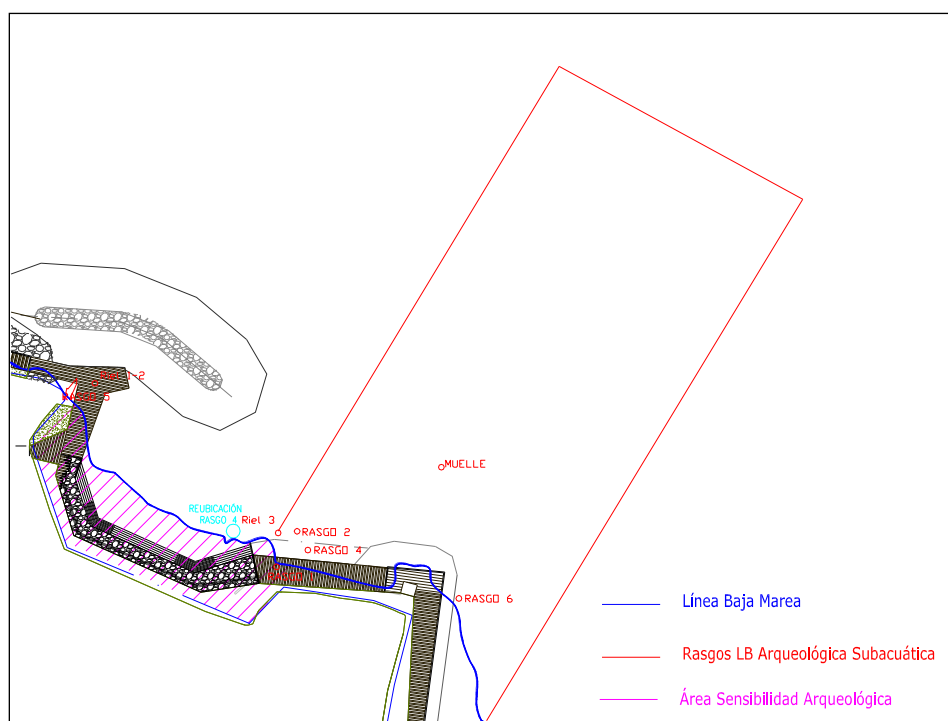 MUELLE
REUBICACIÓN
RASGO 4
Riel 3
RASGO 2
RASGO 4
RASGO 6
Línea Baja Marea
Rasgos LB Arqueológica Subacuática
Área Sensibilidad Arqueológica